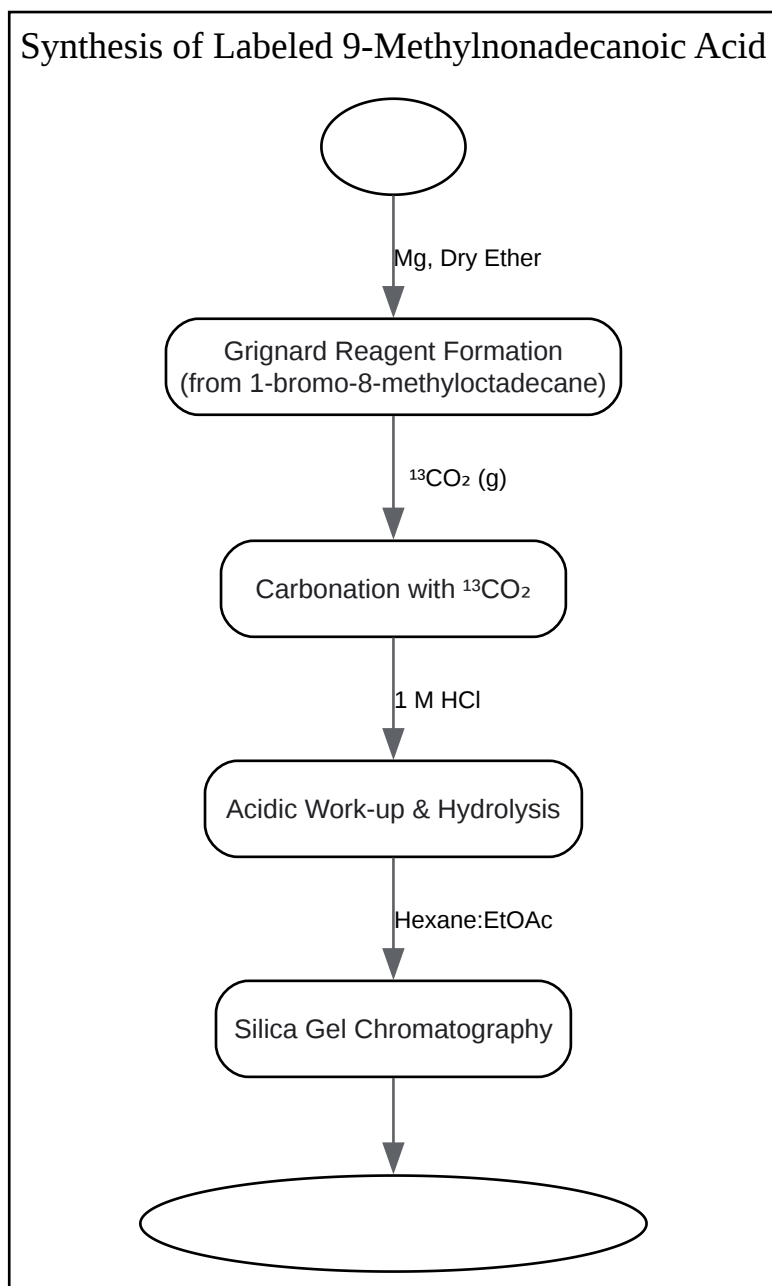 Synthesis of Labeled 9-Methylnonadecanoic Acid
Mg, Dry Ether
Grignard Reagent Formation
(from 1-bromo-8-methyloctadecane)
¹³CO₂ (g)
Carbonation with ¹³CO₂
1 M HCl
Acidic Work-up & Hydrolysis
Hexane:EtOAc
Silica Gel Chromatography